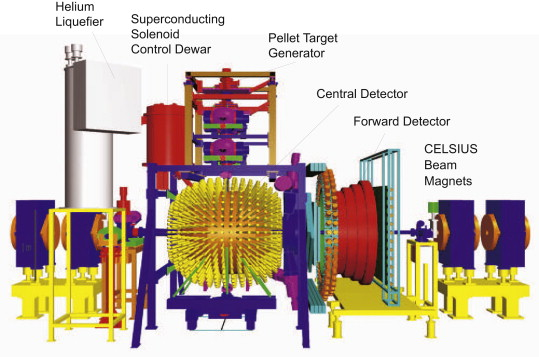 Helium
Liquefier
Superconducting
Solenoid
Control Dewar
Pellet Target
Generator
Central Detector
Forward Detector
CELSIUS
Beam
Magnets